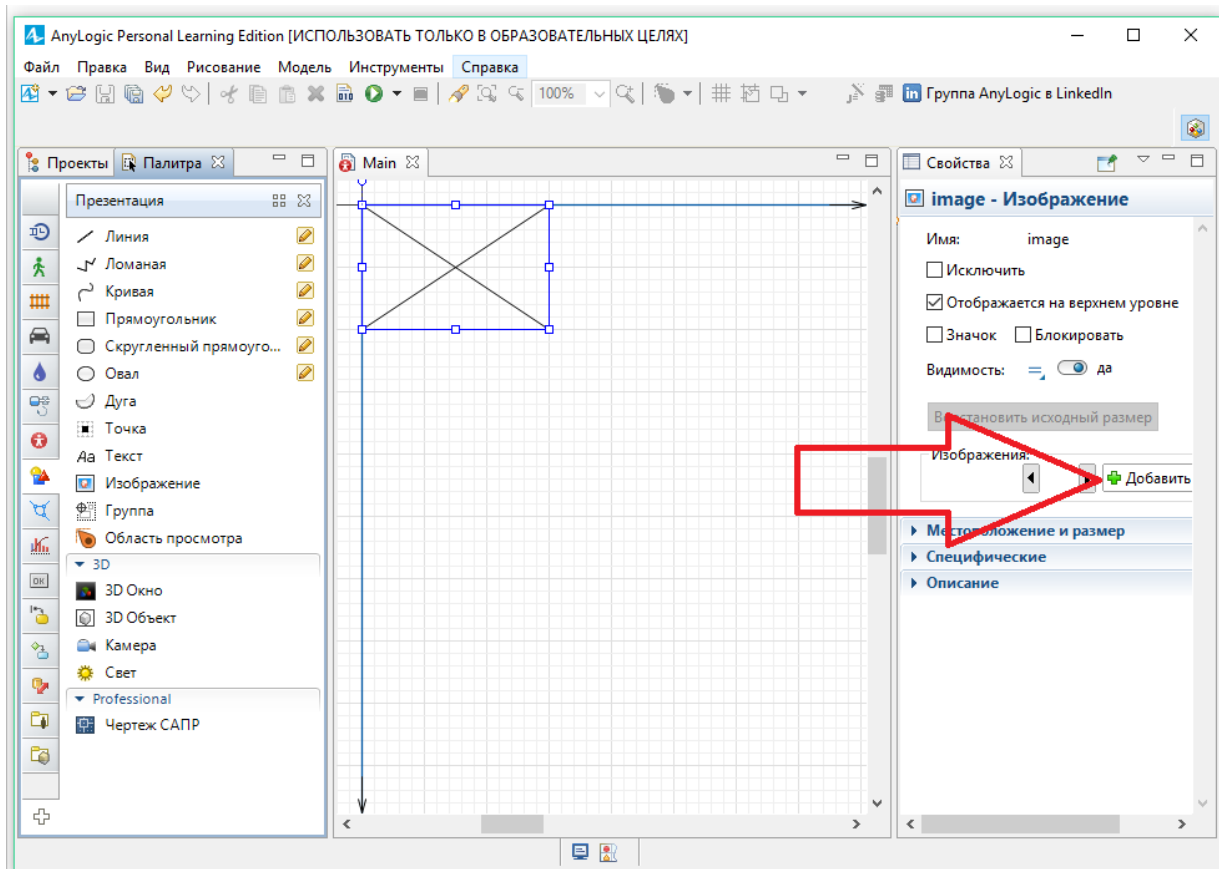 AnyLogic Personal Learning Edition [ИСПОЛЬЗОВАТЬ ТОЛЬКО В ОБРАЗОВАТЕЛЬНЫХ ЦЕЛЯХ]
Файл Правка Вид Рисование Модель Инструменты Справка
100% in Группа AnyLogic в LinkedIn
Проекты Палитра Main Свойства
Презентация
Линия
Ломаная
Кривая
Прямоугольник
Скругленный прямоуго...
Овал
Дуга
Точка
Aa Текст
Изображение
Группа
Область просмотра
3D
3D Окно
3D Объект
Камера
Свет
Professional
Чертеж САПР
OK
image - Изображение
Имя: image
Исключить
Отображается на верхнем уровне
Значок Блокировать
Видимость: = да
Восстановить исходный размер
Изображения:
Добавить
Местоположение и размер
Специфические
Описание